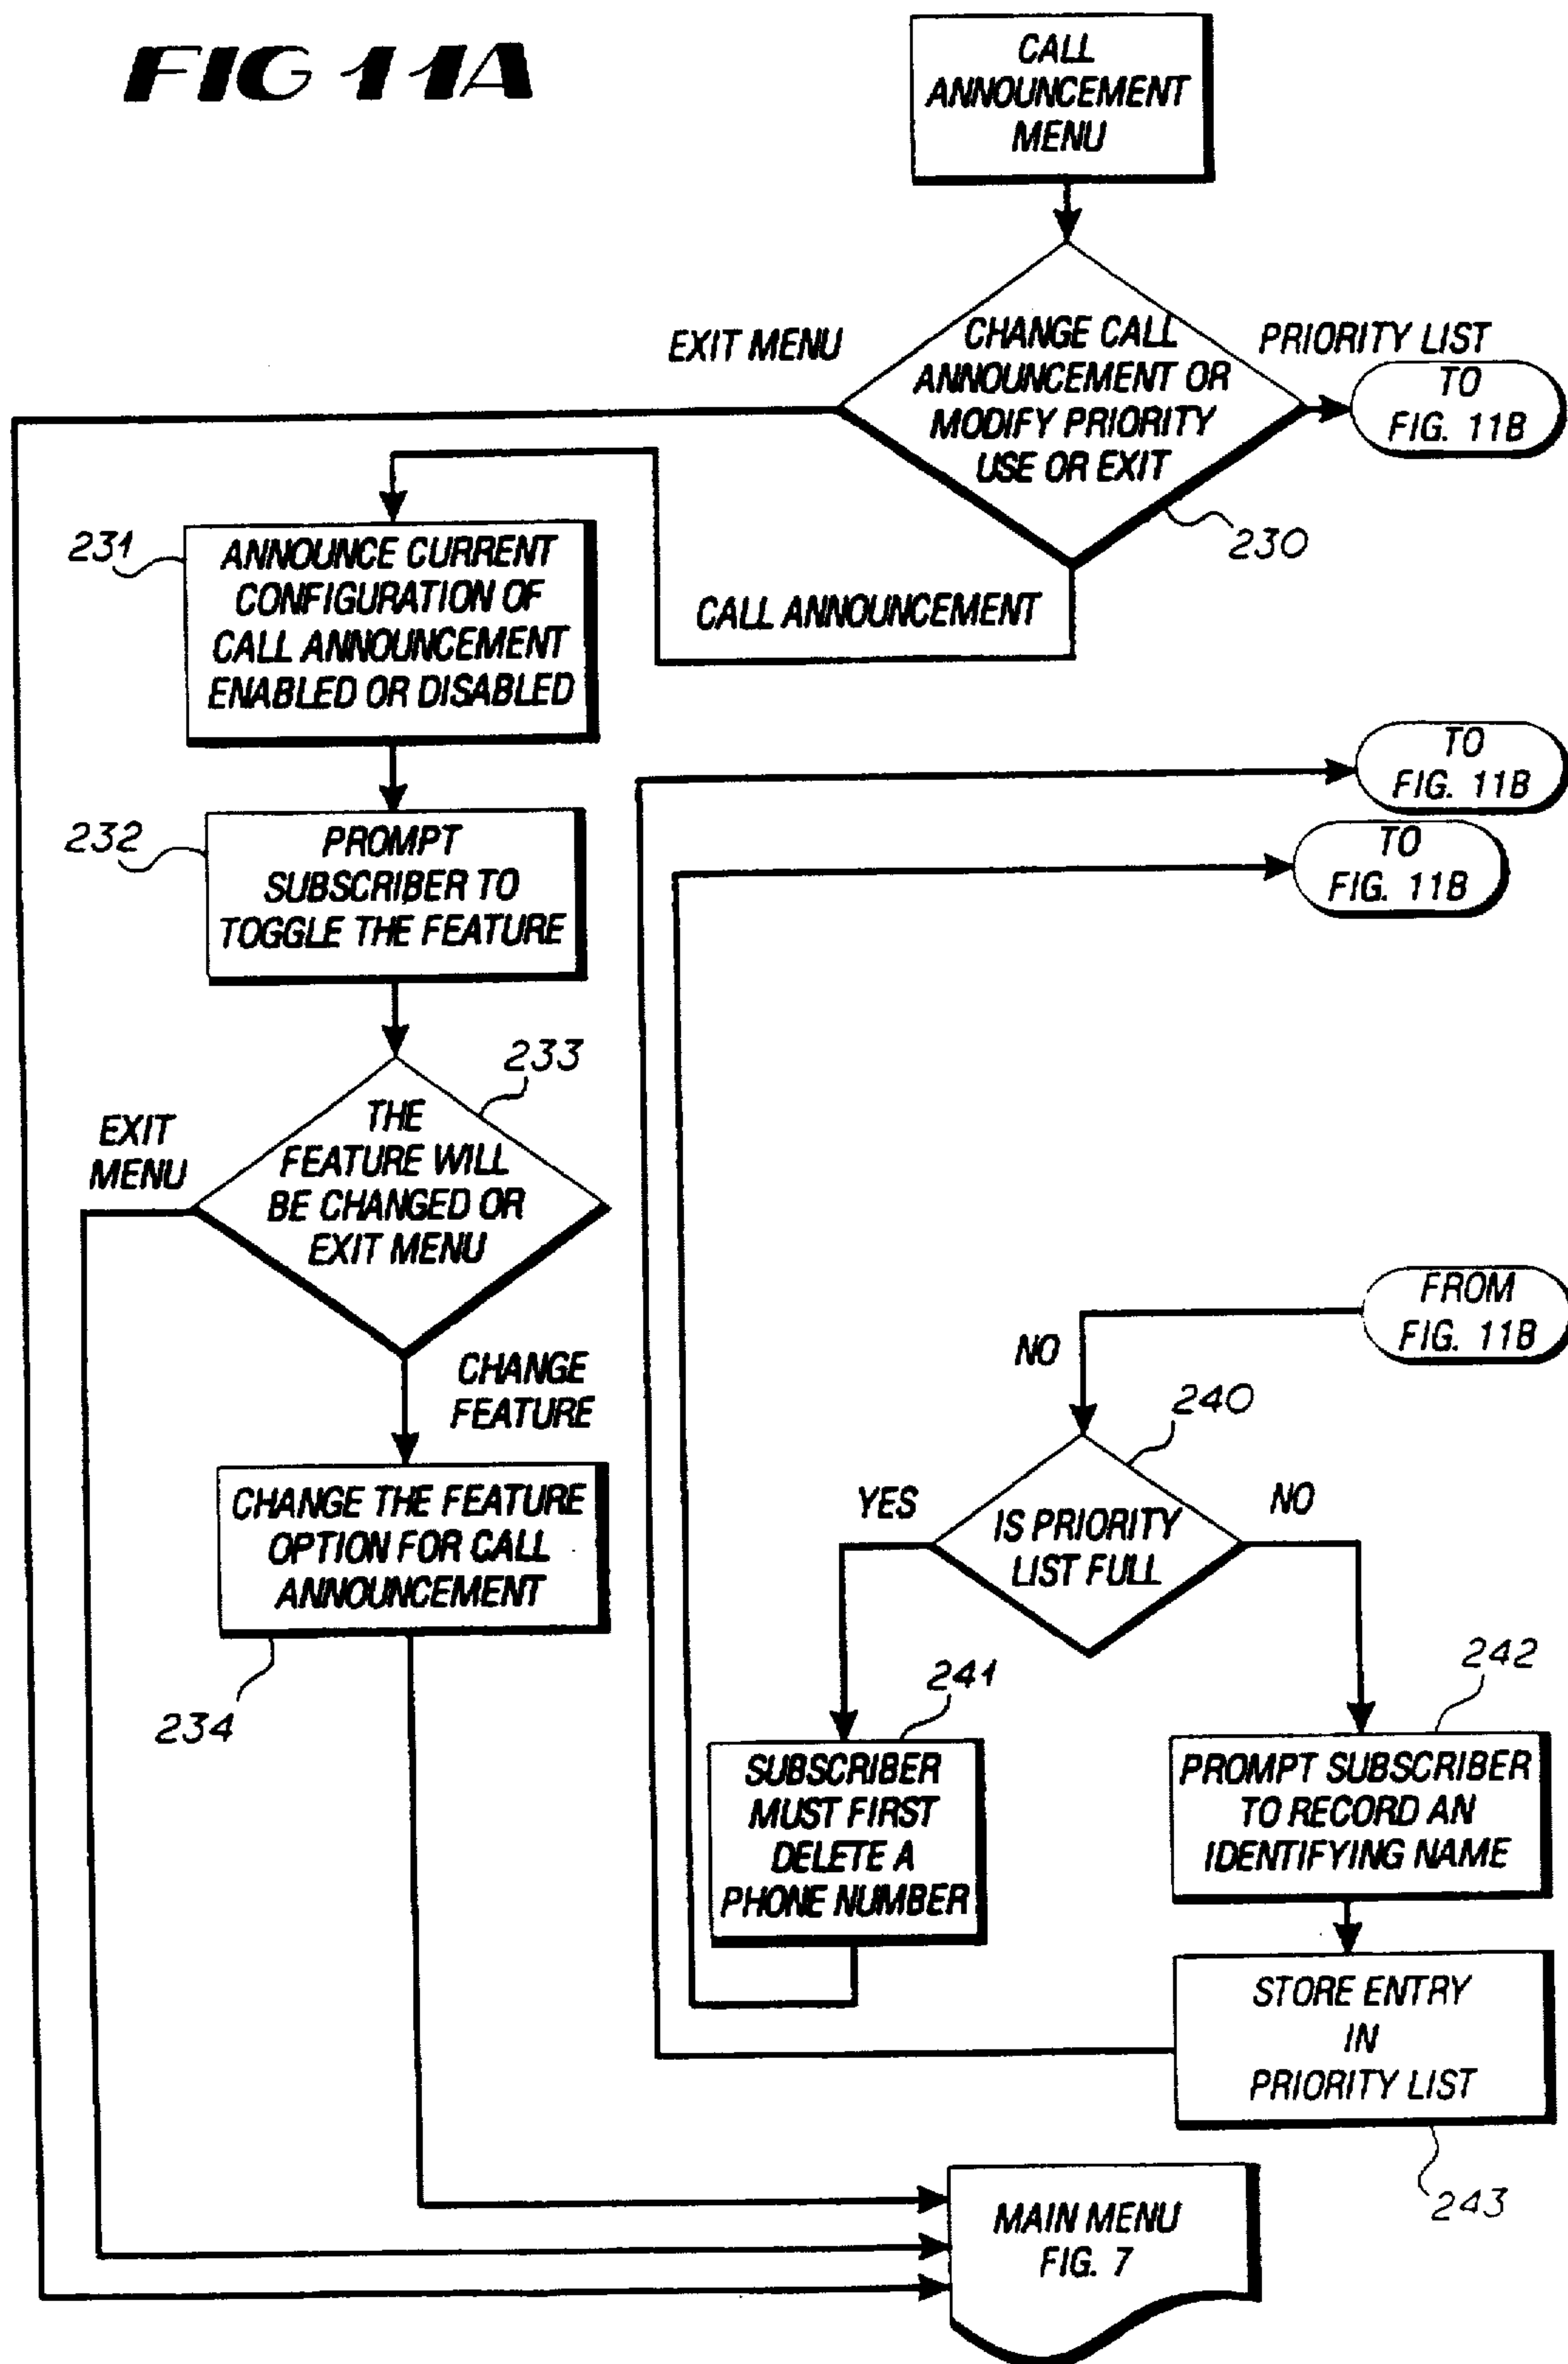 FIG 11A
CALL
ANNOUNCEMENT
MENU
EXIT MENU
CHANGE CALL
ANNOUNCEMENT OR
MODIFY PRIORITY
USE OR EXIT
PRIORITY LIST
TO
FIG. 11B
230
CALL ANNOUNCEMENT
231
ANNOUNCE CURRENT
CONFIGURATION OF
CALL ANNOUNCEMENT
ENABLED OR DISABLED
TO
FIG. 11B
TO
FIG. 11B
232
PROMPT
SUBSCRIBER TO
TOGGLE THE FEATURE
233
EXIT
MENU
THE
FEATURE WILL
BE CHANGED OR
EXIT MENU
CHANGE
FEATURE
FROM
FIG. 11B
NO
240
YES
IS PRIORITY
LIST FULL
NO
CHANGE THE FEATURE
OPTION FOR CALL
ANNOUNCEMENT
234
241
SUBSCRIBER
MUST FIRST
DELETE A
PHONE NUMBER
242
PROMPT SUBSCRIBER
TO RECORD AN
IDENTIFYING NAME
STORE ENTRY
IN
PRIORITY LIST
243
MAIN MENU
FIG. 7